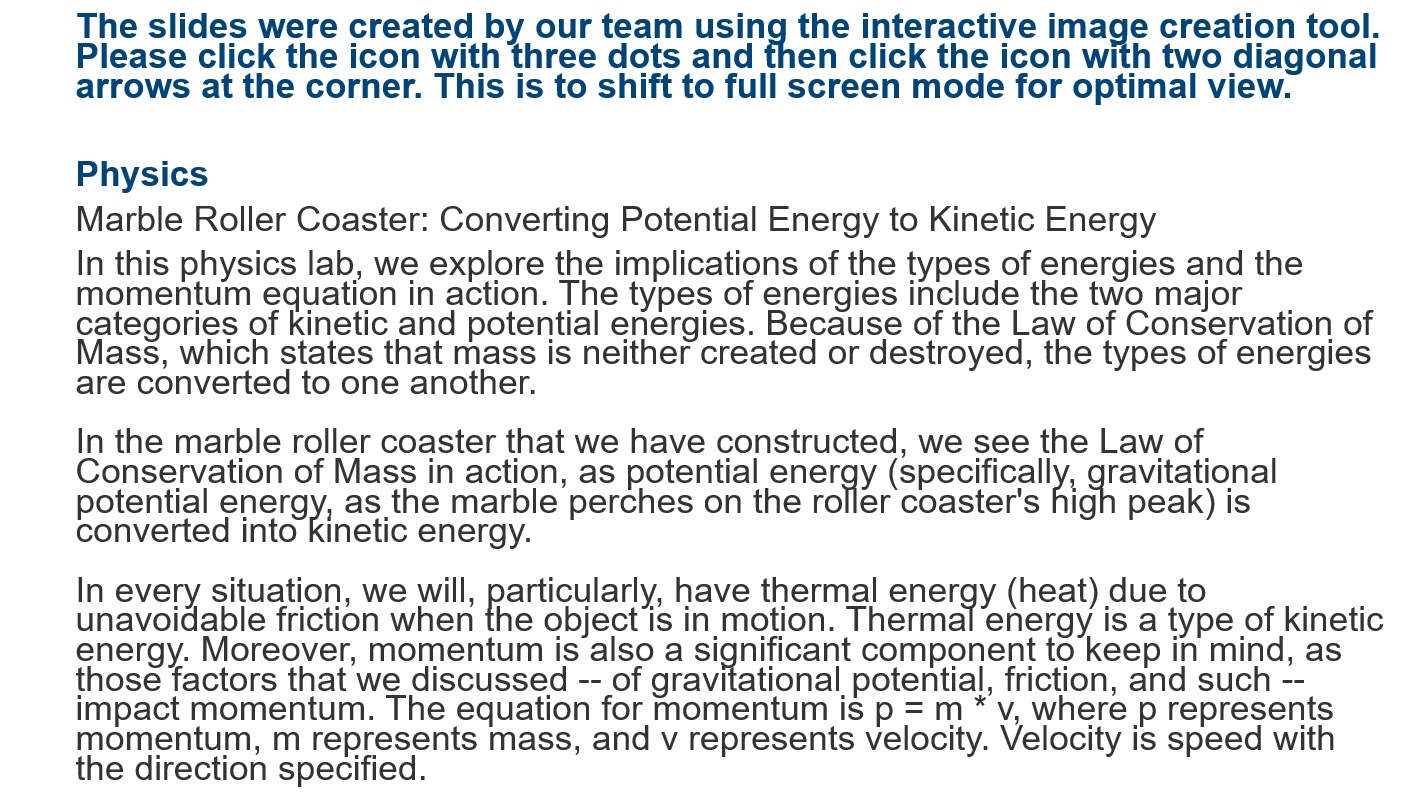 The slides were created by our team using the interactive image creation tool.
Please click the icon with three dots and then click the icon with two diagonal
arrows at the corner. This is to shift to full screen mode for optimal view.
Physics
Marble Roller Coaster: Converting Potential Energy to Kinetic Energy
In this physics lab, we explore the implications of the types of energies and the
momentum equation in action. The types of energies include the two major
categories of kinetic and potential energies. Because of the Law of Conservation of
Mass, which states that mass is neither created or destroyed, the types of energies
are converted to one another.
In the marble roller coaster that we have constructed, we see the Law of
Conservation of Mass in action, as potential energy (specifically, gravitational
potential energy, as the marble perches on the roller coaster's high peak) is
converted into kinetic energy.
In every situation, we will, particularly, have thermal energy (heat) due to
unavoidable friction when the object is in motion. Thermal energy is a type of kinetic
energy. Moreover, momentum is also a significant component to keep in mind, as
those factors that we discussed -- of gravitational potential, friction, and such --
impact momentum. The equation for momentum is p = m * v, where p represents
momentum, m represents mass, and v represents velocity. Velocity is speed with
the direction specified.